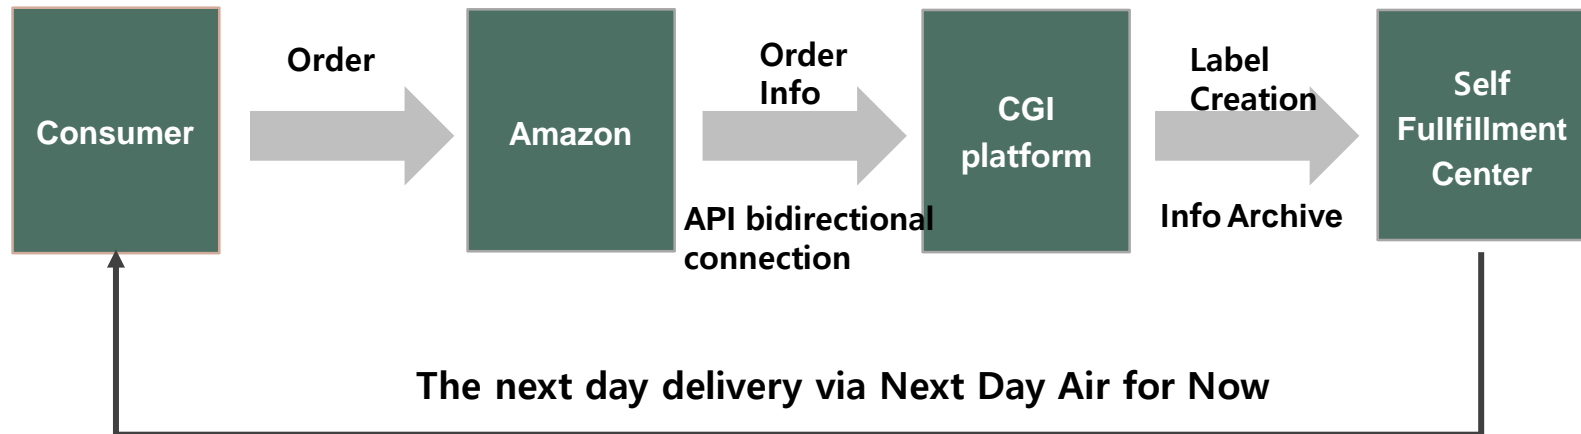 Consumer
Order
Amazon
Order
Info
API bidirectional
connection
CGI
platform
Label
Creation
Info Archive
Self
Fullfillment
Center
The next day delivery via Next Day Air for Now